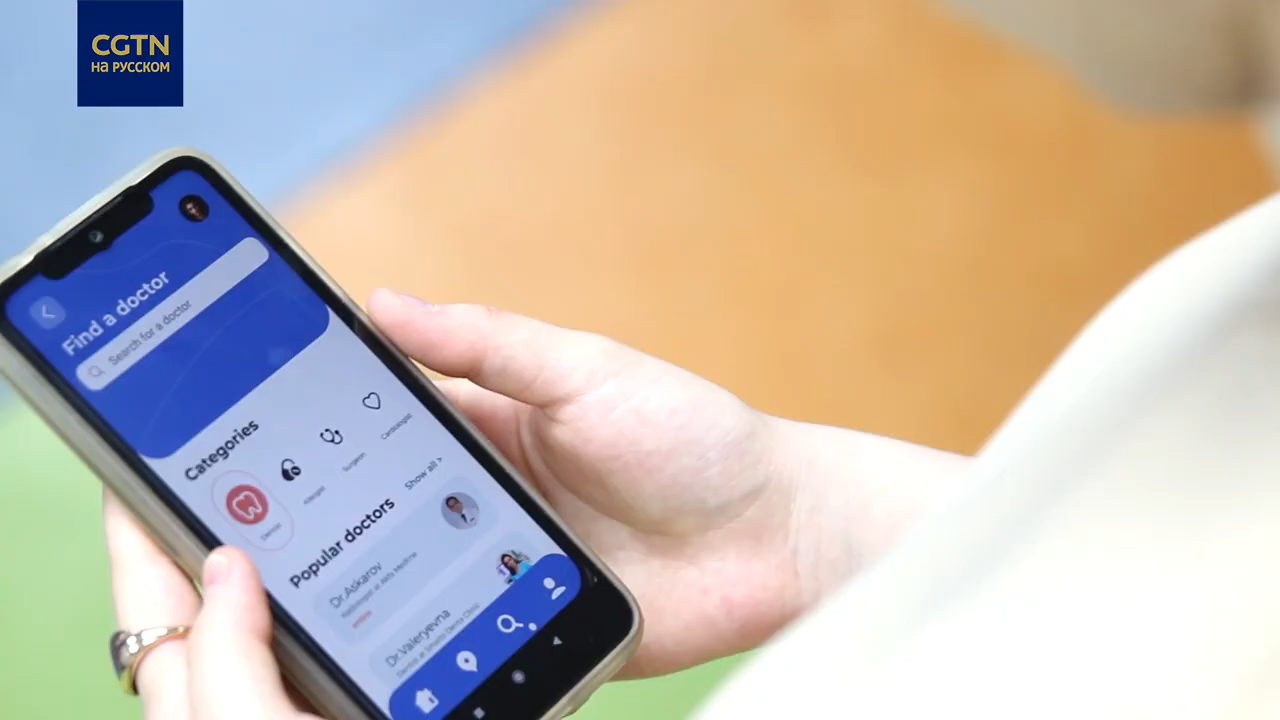 CGTN
на русском
Find a doctor
Search for a doctor
Categories
Dentist
Allergist
Surgeon
Cardiologist
Popular doctors
Show all >
Dr.Askarov
Dr.Valeryevna